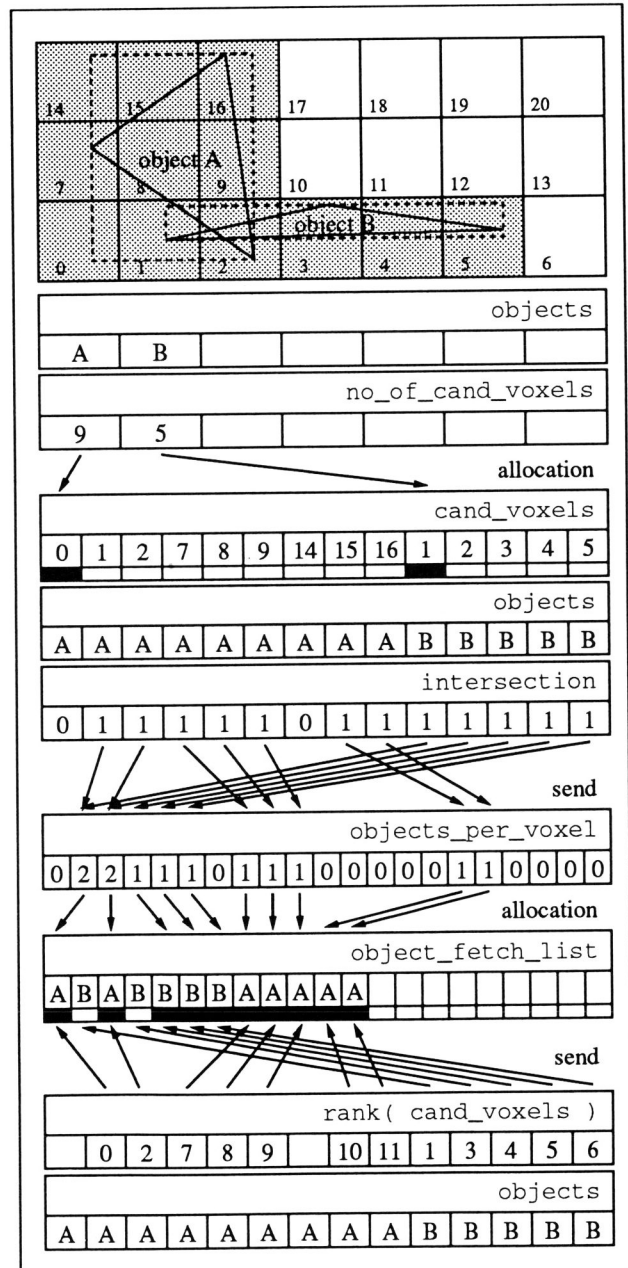 14 15 16 17 18 19 20
object A
7 8 9 10 11 12 13
object B
0 1 2 3 4 5 6
objects
A B
no_of_cand_voxels
9 5
allocation
cand_voxels
0 1 2 7 8 9 14 15 16 1 2 3 4 5
objects
A A A A A A A A A B B B B B
intersection
0 1 1 1 1 1 0 1 1 1 1 1 1 1
send
objects_per_voxel
0 2 2 1 1 1 0 1 1 1 0 0 0 0 0 1 1 0 0 0 0
allocation
object_fetch_list
A B A B B B B A A A A A
send
rank( cand_voxels )
0 2 7 8 9 10 11 1 3 4 5 6
objects
A A A A A A A A A B B B B B